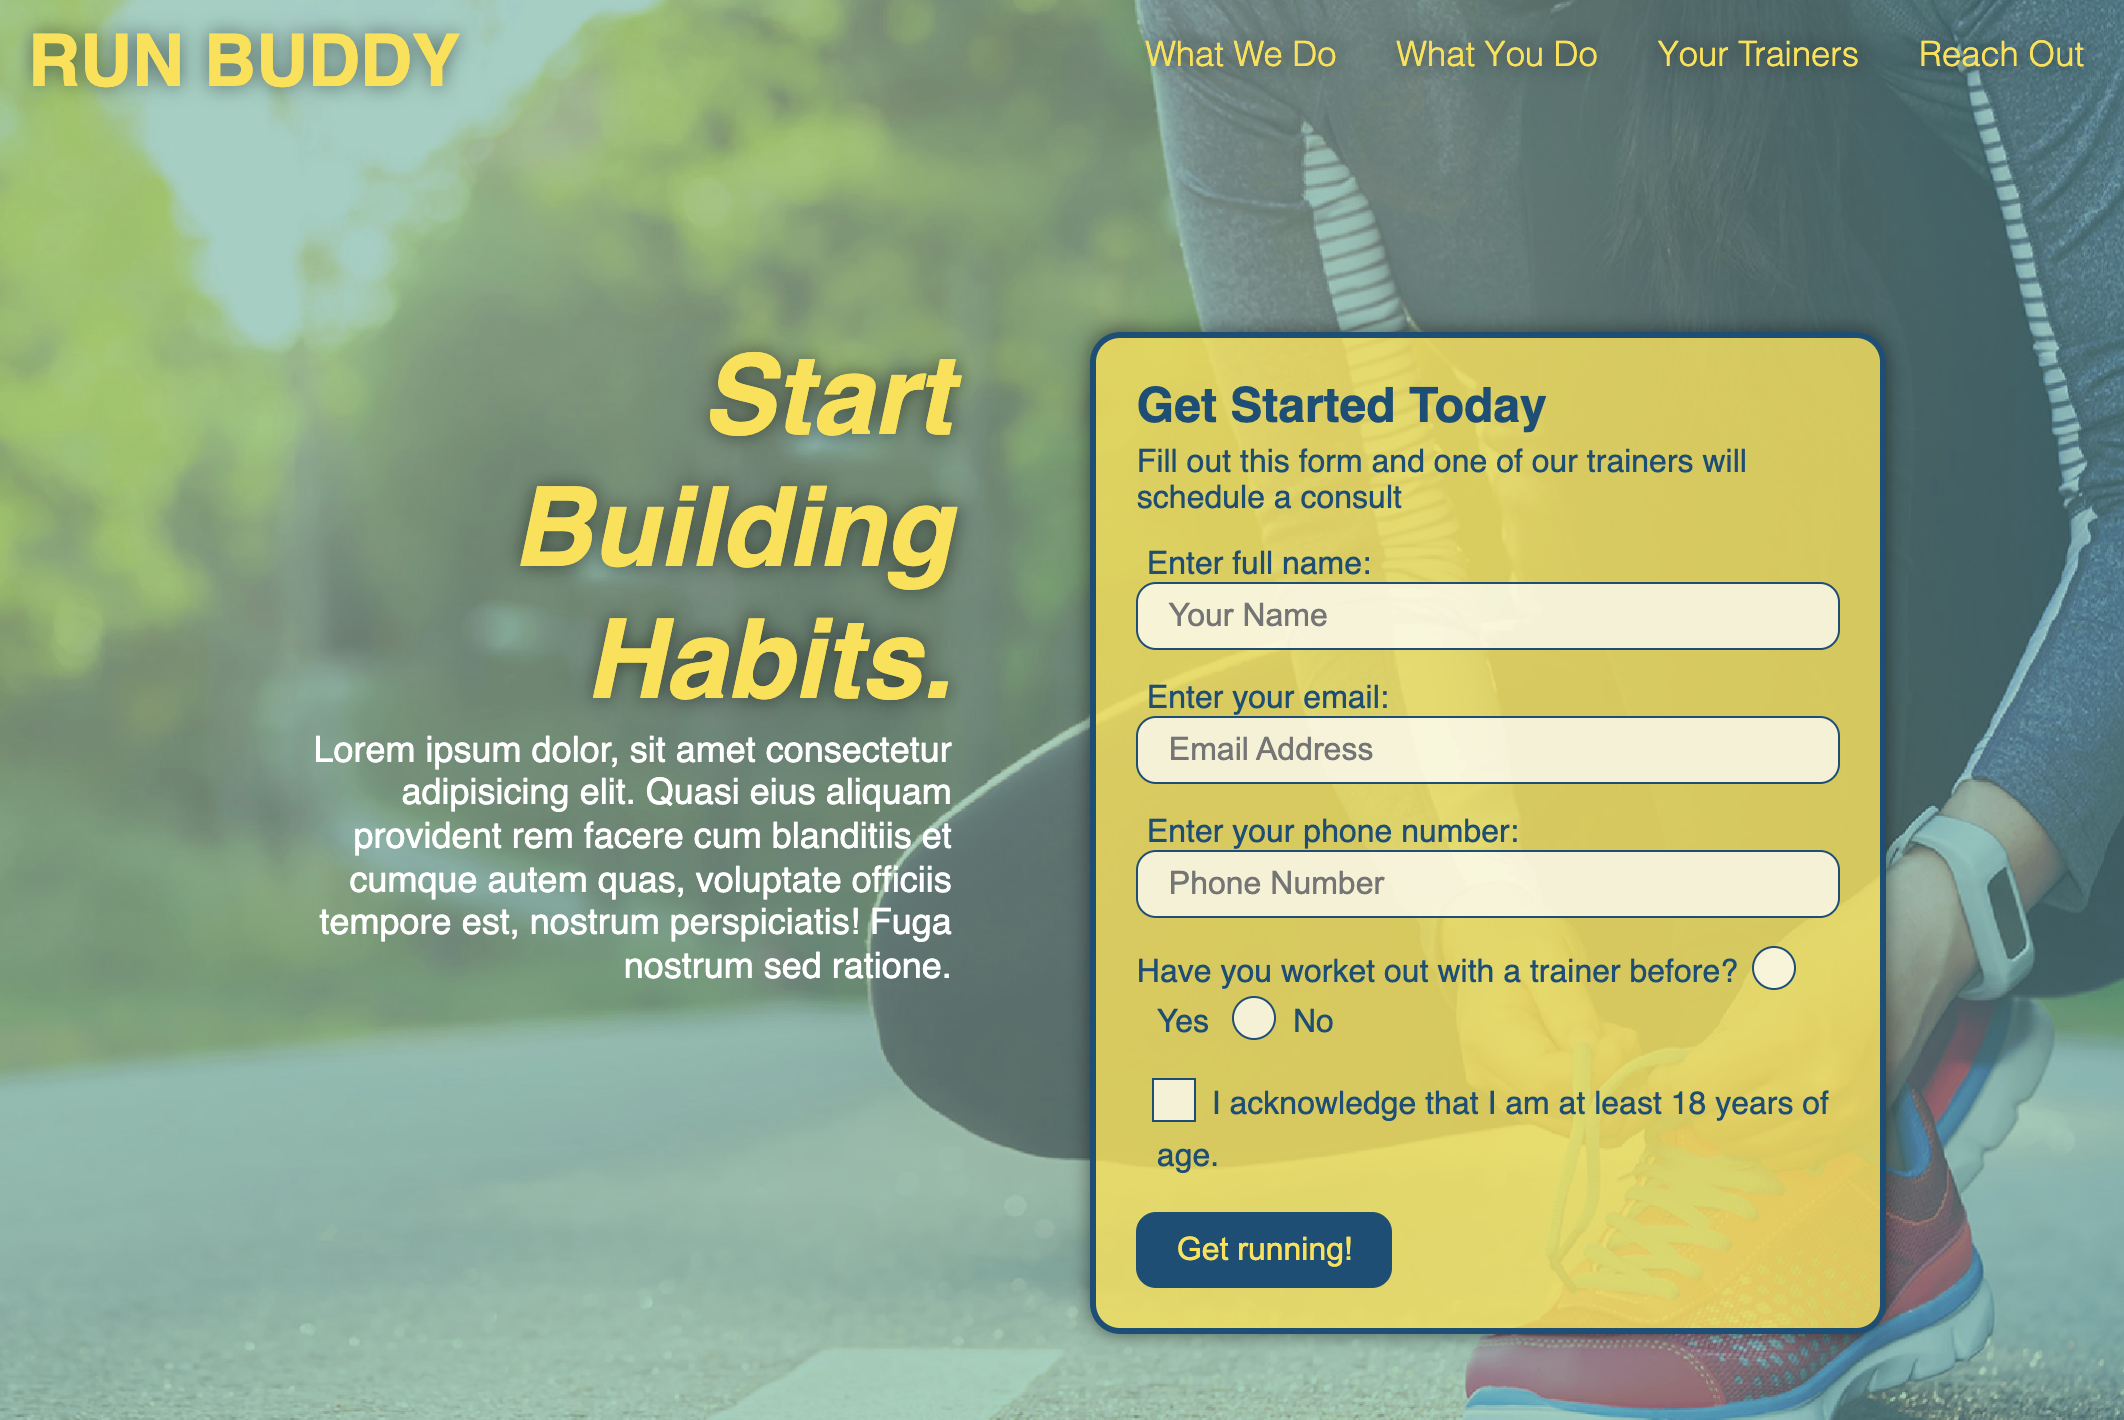 RUN BUDDY
What We Do
What You Do
Your Trainers
Reach Out
Start
Building
Habits.
Lorem ipsum dolor, sit amet consectetur
adipisicing elit. Quasi eius aliquam
provident rem facere cum blanditiis et
cumque autem quas, voluptate officiis
tempore est, nostrum perspiciatis! Fuga
nostrum sed ratione.
Get Started Today
Fill out this form and one of our trainers will
schedule a consult
Enter full name:
Your Name
Enter your email:
Email Address
Enter your phone number:
Phone Number
Have you worket out with a trainer before?
Yes No
I acknowledge that I am at least 18 years of
age.
Get running!